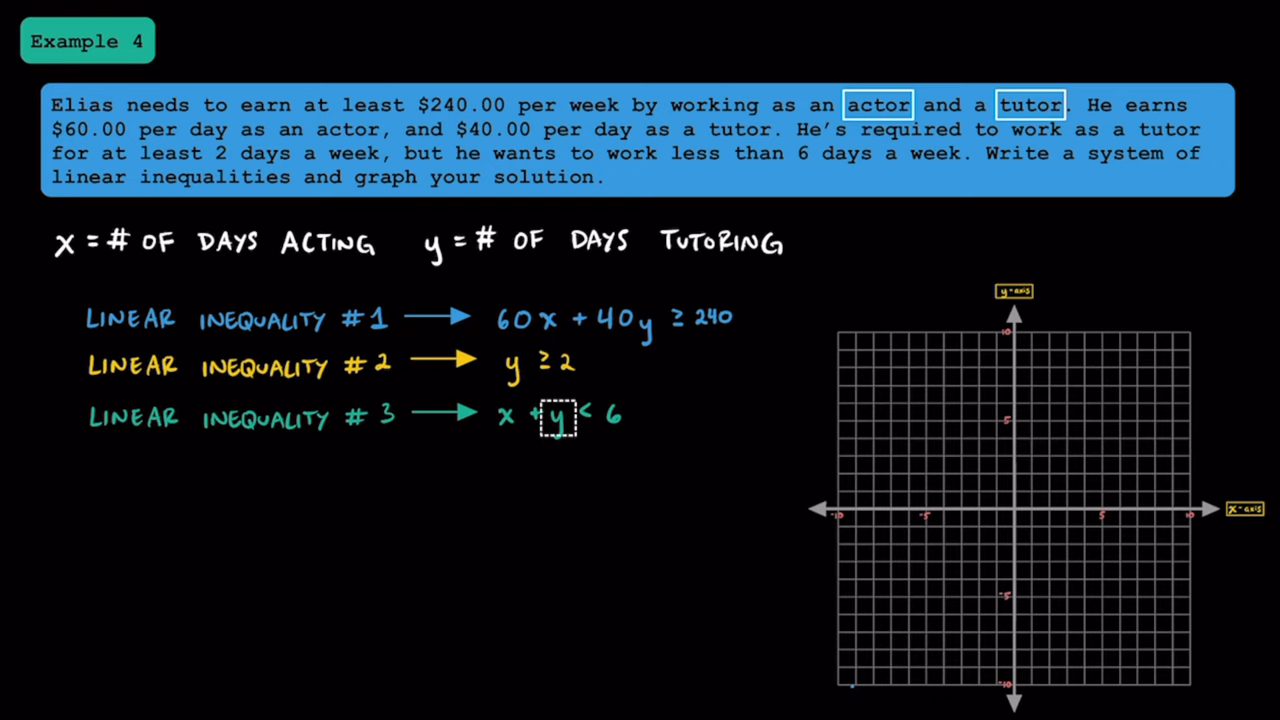 Example 4
Elias needs to earn at least $240.00 per week by working as an actor and a tutor. He earns
$60.00 per day as an actor, and $40.00 per day as a tutor. He's required to work as a tutor
for at least 2 days a week, but he wants to work less than 6 days a week. Write a system of
linear inequalities and graph your solution.
x = # OF DAYS ACTING y = # OF DAYS TUTORING
LINEAR INEQUALITY #1 → 60x + 40y ≥ 240
LINEAR INEQUALITY #2 → y ≥ 2
LINEAR INEQUALITY #3 → x + y < 6
y-axis
10
5
-10 -5 5 10 x-axis
-5
-10